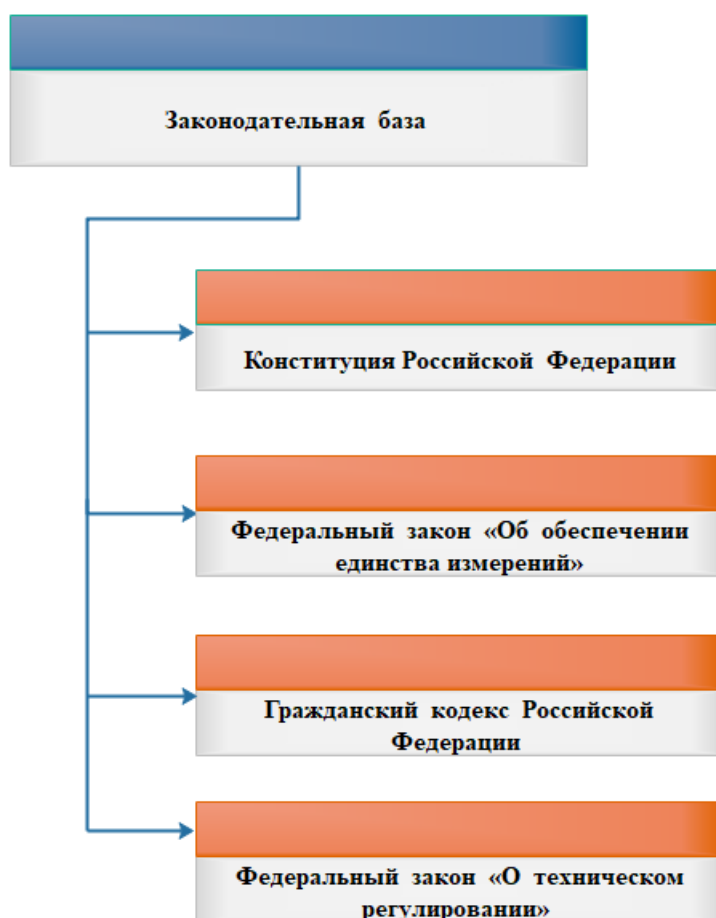 Законодательная база
Конституция Российской Федерации
Федеральный закон «Об обеспечении
единства измерений»
Гражданский кодекс Российской
Федерации
Федеральный закон «О техническом
регулировании»